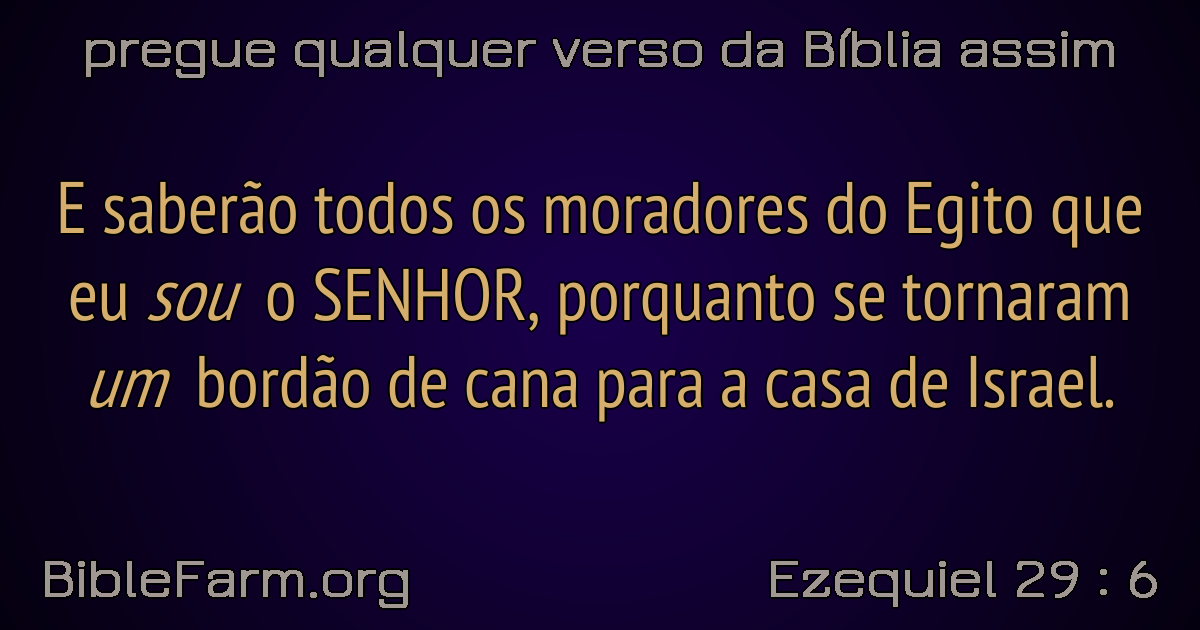 pregue qualquer verso da Bíblia assim
E saberão todos os moradores do Egito que
eu sou o SENHOR, porquanto se tornaram
um bordão de cana para a casa de Israel.
BibleFarm.org
Ezequiel 29 : 6